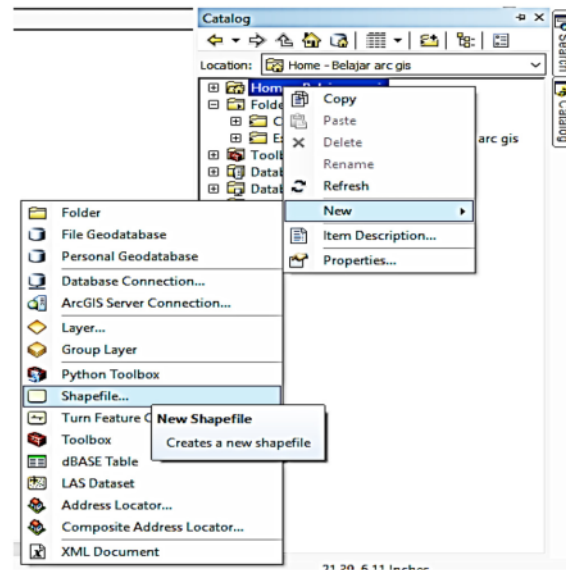 Catalog
Location: Home - Belajar arc gis
Hom
Folde
C
E
arc gis
Toolb
Datab
Datab
Copy
Paste
Delete
Rename
Refresh
New
Item Description...
Properties...
Folder
File Geodatabase
Personal Geodatabase
Database Connection...
ArcGIS Server Connection...
Layer...
Group Layer
Python Toolbox
Shapefile...
Turn Feature C
Toolbox
dBASE Table
LAS Dataset
Address Locator...
Composite Address Locator...
XML Document
New Shapefile
Creates a new shapefile
Search
Catalog